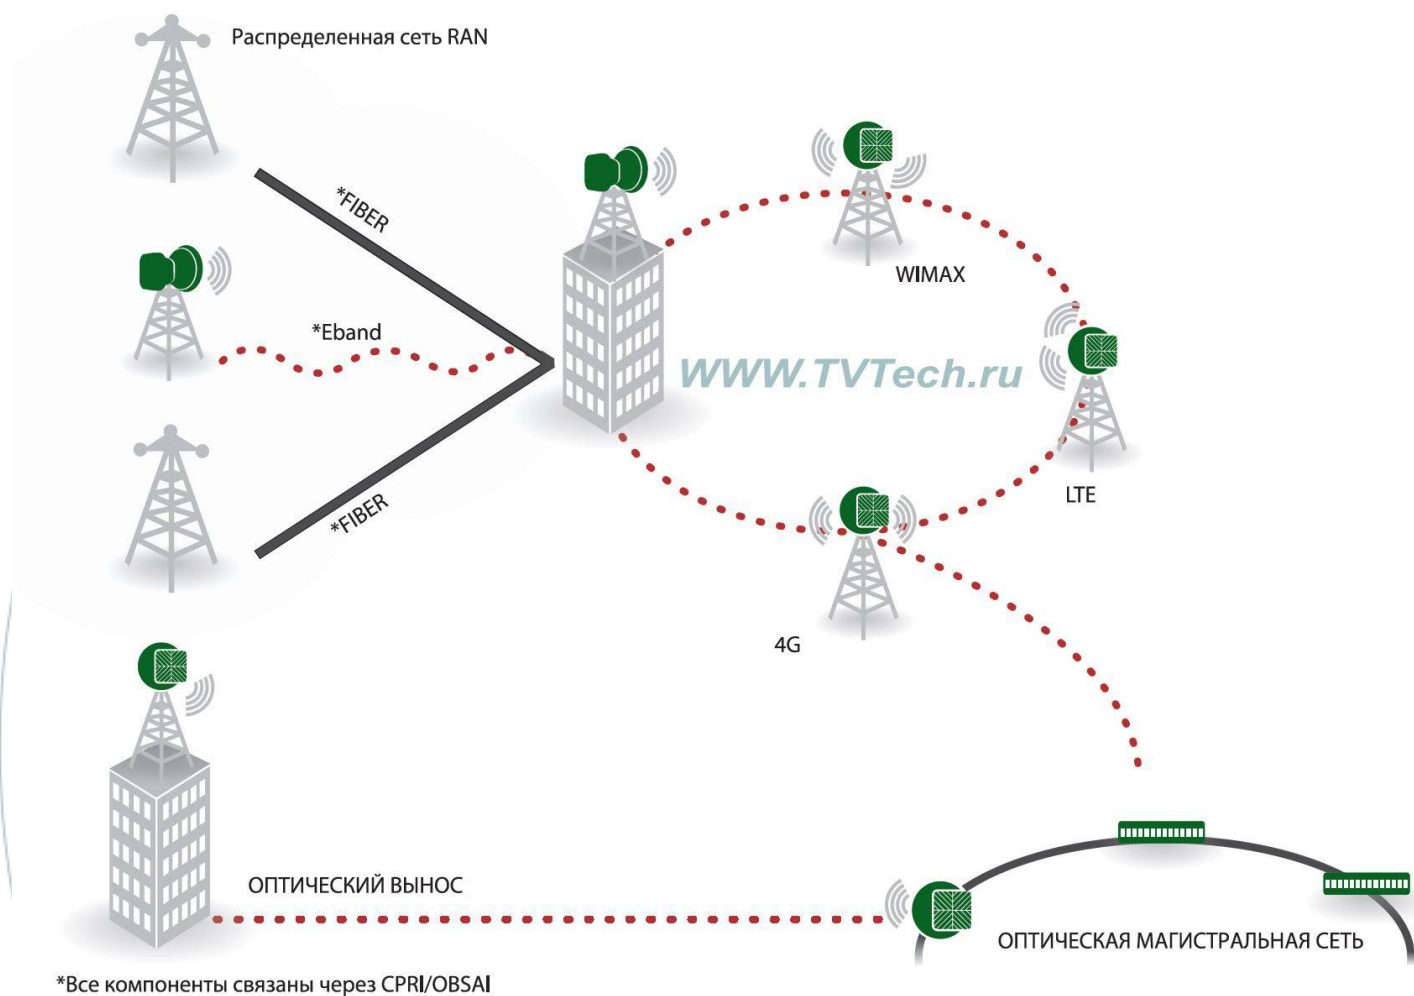 Распределенная сеть RAN
*FIBER
WIMAX
*Eband
WWW.TVTech.ru
LTE
*FIBER
4G
ОПТИЧЕСКИЙ ВЫНОС
ОПТИЧЕСКАЯ МАГИСТРАЛЬНАЯ СЕТЬ
*Все компоненты связаны через CPRI/OBSAI